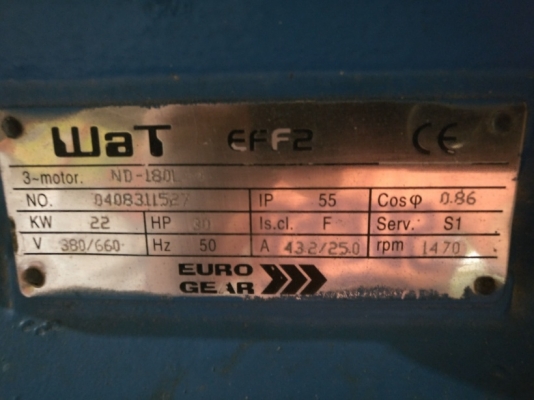 WaT EFF2 CE
3~motor. ND-180L
NO. 0408311527 IP 55 Cosφ 0.86
KW 22 HP 30 Is.cl. F Serv. S1
V 380/660 Hz 50 A 43.2/25.0 rpm 1470
EURO
GEAR